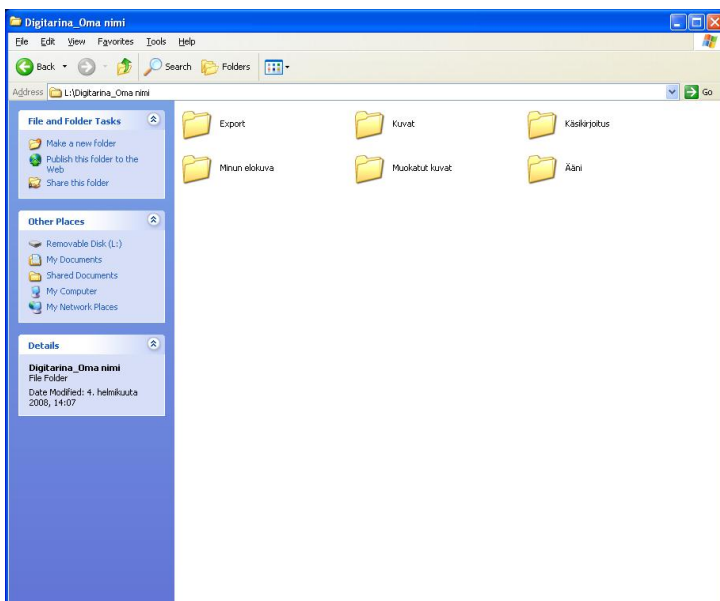 Digitarina_Oma nimi
File Edit View Favorites Tools Help
Back Search Folders
Address L:\Digitarina_Oma nimi Go
File and Folder Tasks
Make a new folder
Publish this folder to the
Web
Share this folder
Other Places
Removable Disk (L:)
My Documents
Shared Documents
My Computer
My Network Places
Details
Digitarina_Oma nimi
File Folder
Date Modified: 4. helmikuuta
2008, 14:07
Export Kuvat Käsikirjoitus
Minun elokuva Muokatut kuvat Ääni